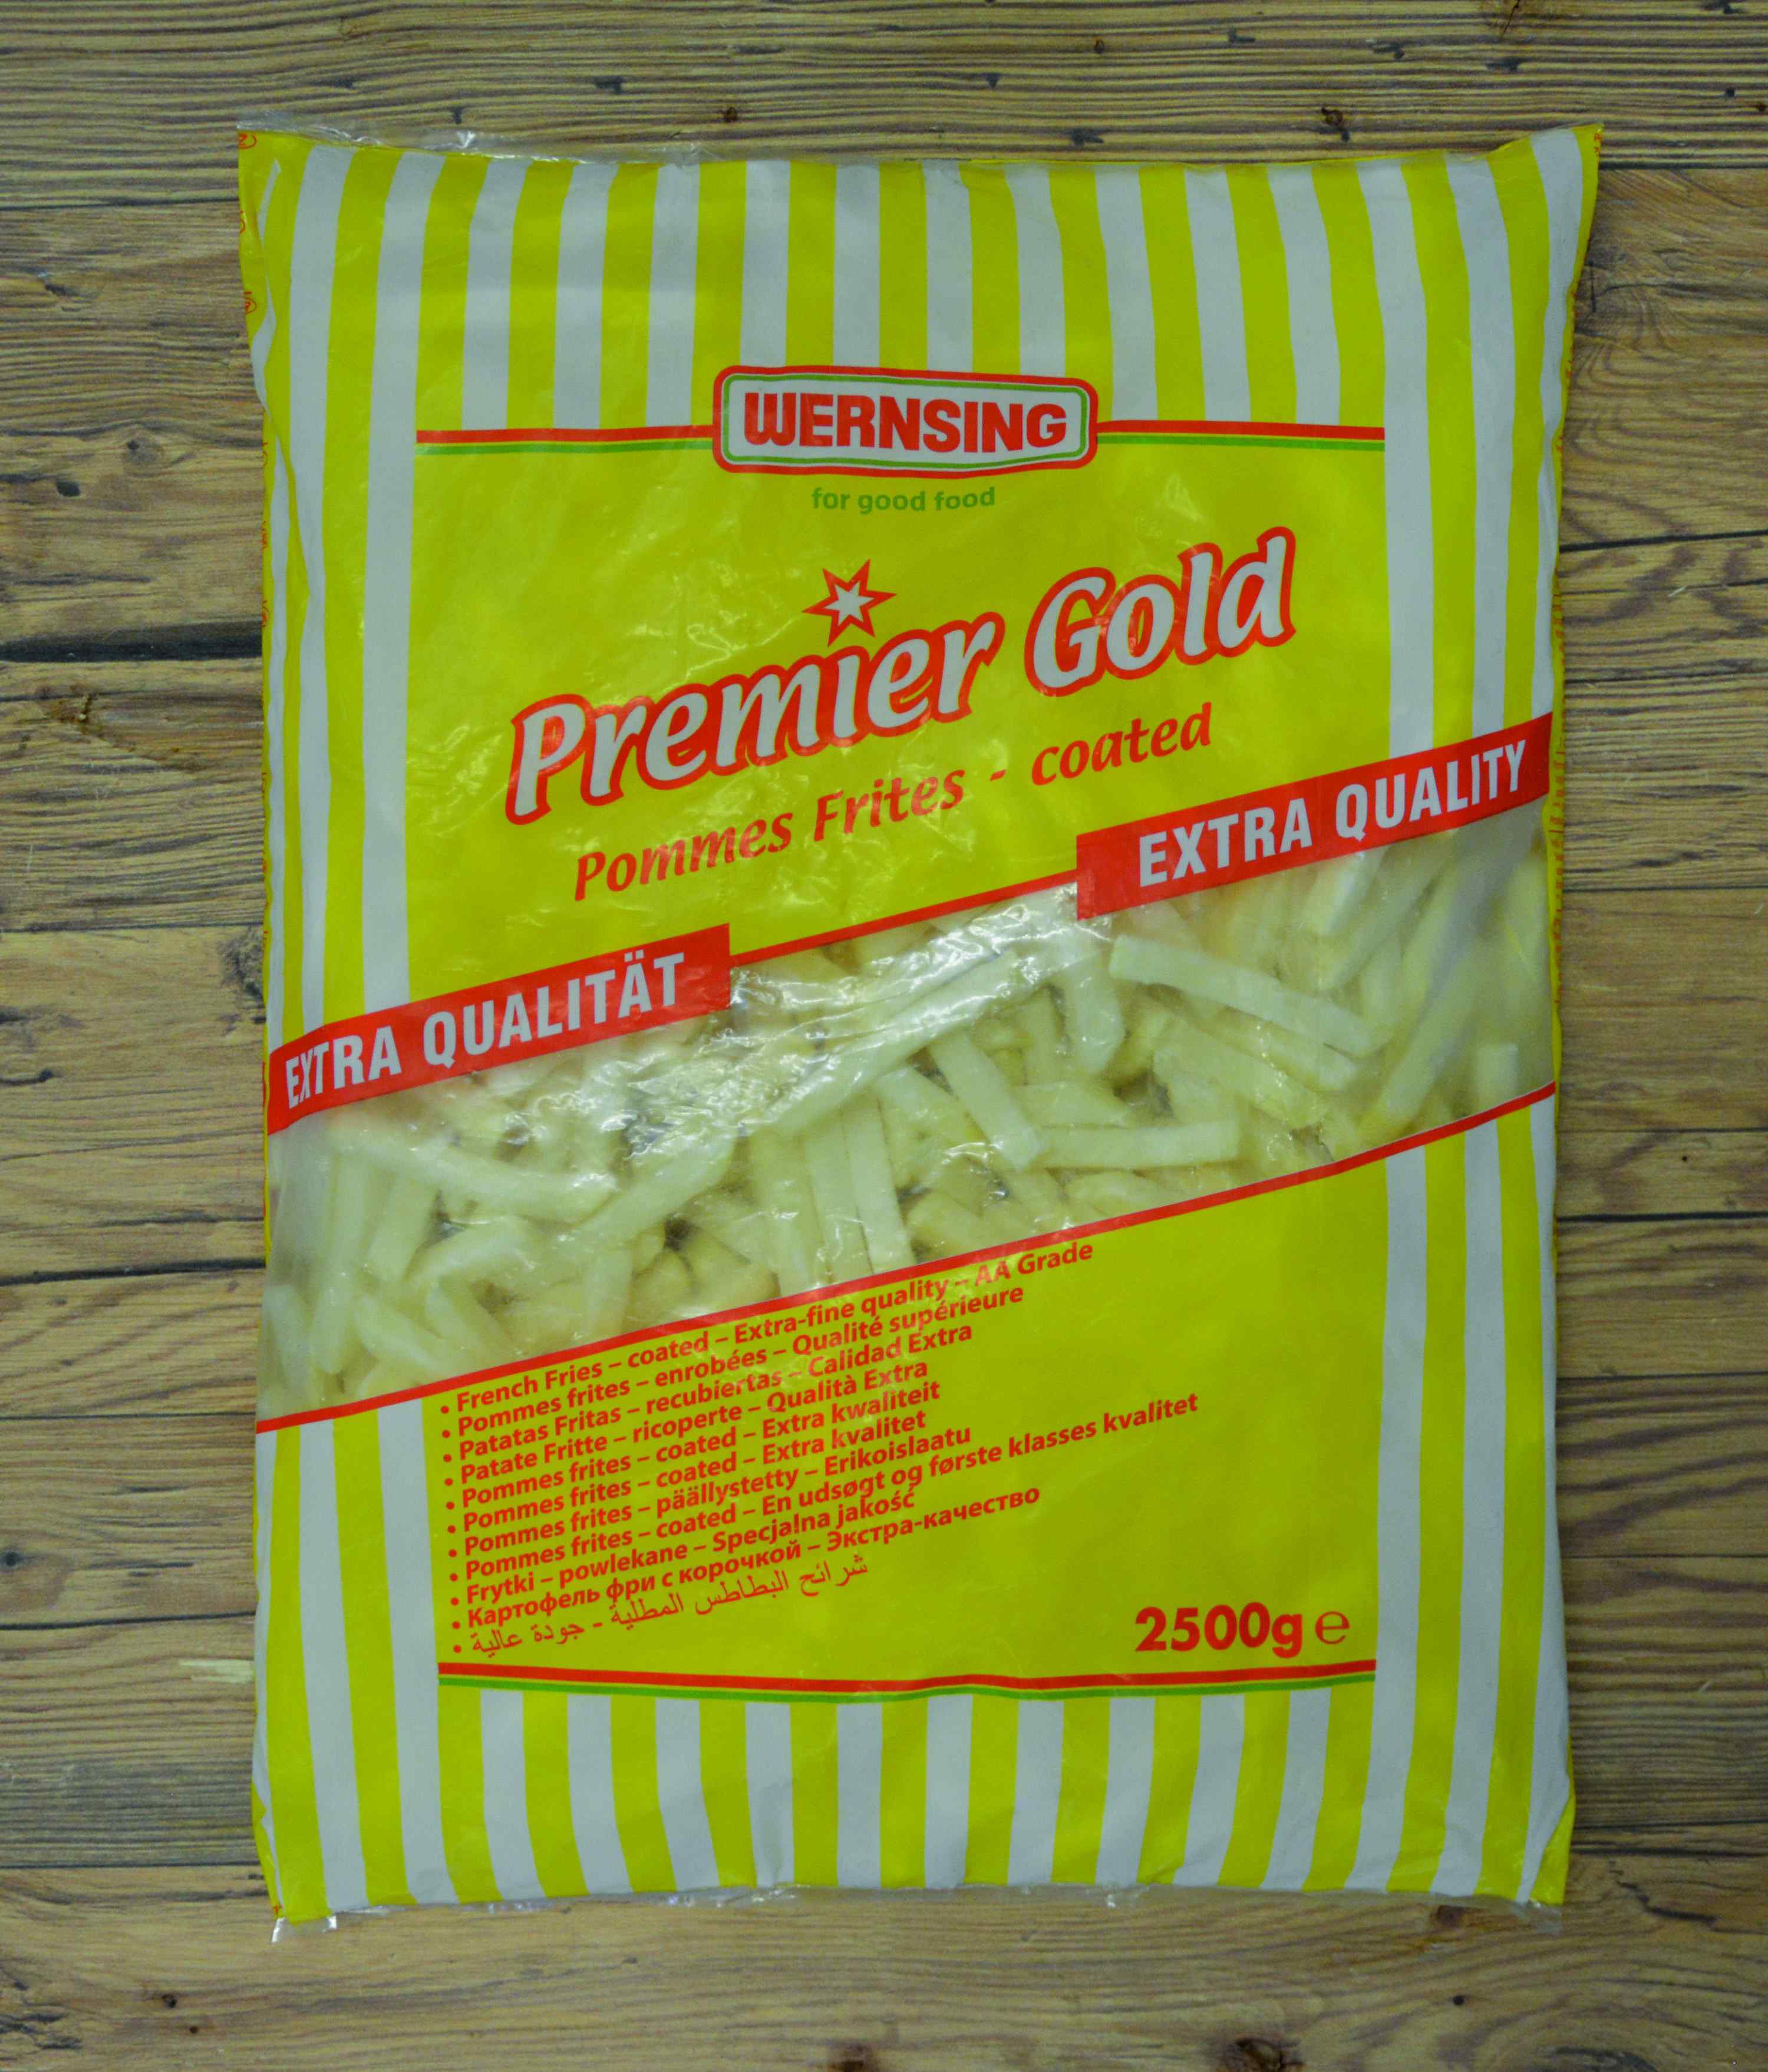 WERNSING
for good food
Premier Gold
Pommes Frites - coated
EXTRA QUALITY
EXTRA QUALITÄT
• French Fries – coated – Extra-fine quality – AA Grade
• Pommes frites – enrobées – Qualité supérieure
• Patatas Fritas – recubiertas – Calidad Extra
• Patate Fritte – ricoperte – Qualità Extra
• Pommes frites – coated – Extra kwaliteit
• Pommes frites – coated – Extra kvalitet
• Pommes frites – päällystetty – Erikoislaatu
• Pommes frites – coated – En udsøgt og første klasses kvalitet
• Frytki – powlekane – Specjalna jakość
• Картофель фри с корочкой – Экстра-качество
• شرائح البطاطس المطلية - جودة عالية
2500g e